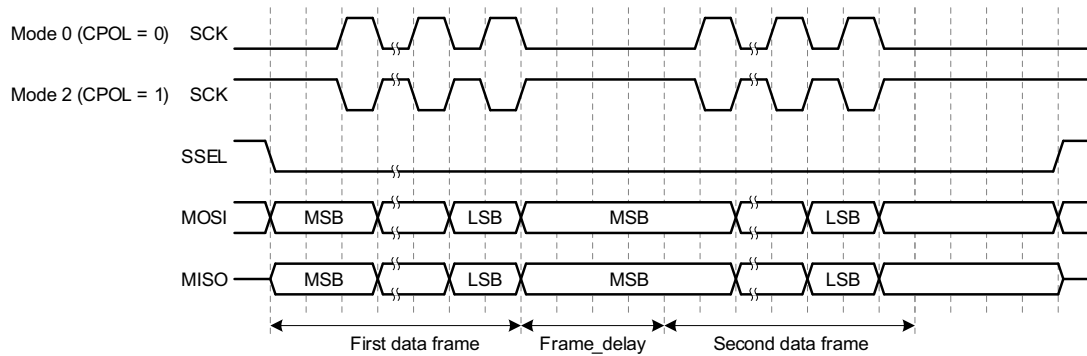 Mode 0 (CPOL = 0) SCK
Mode 2 (CPOL = 1) SCK
SSEL
MOSI MSB LSB MSB LSB
MISO MSB LSB MSB LSB
First data frame Frame_delay Second data frame